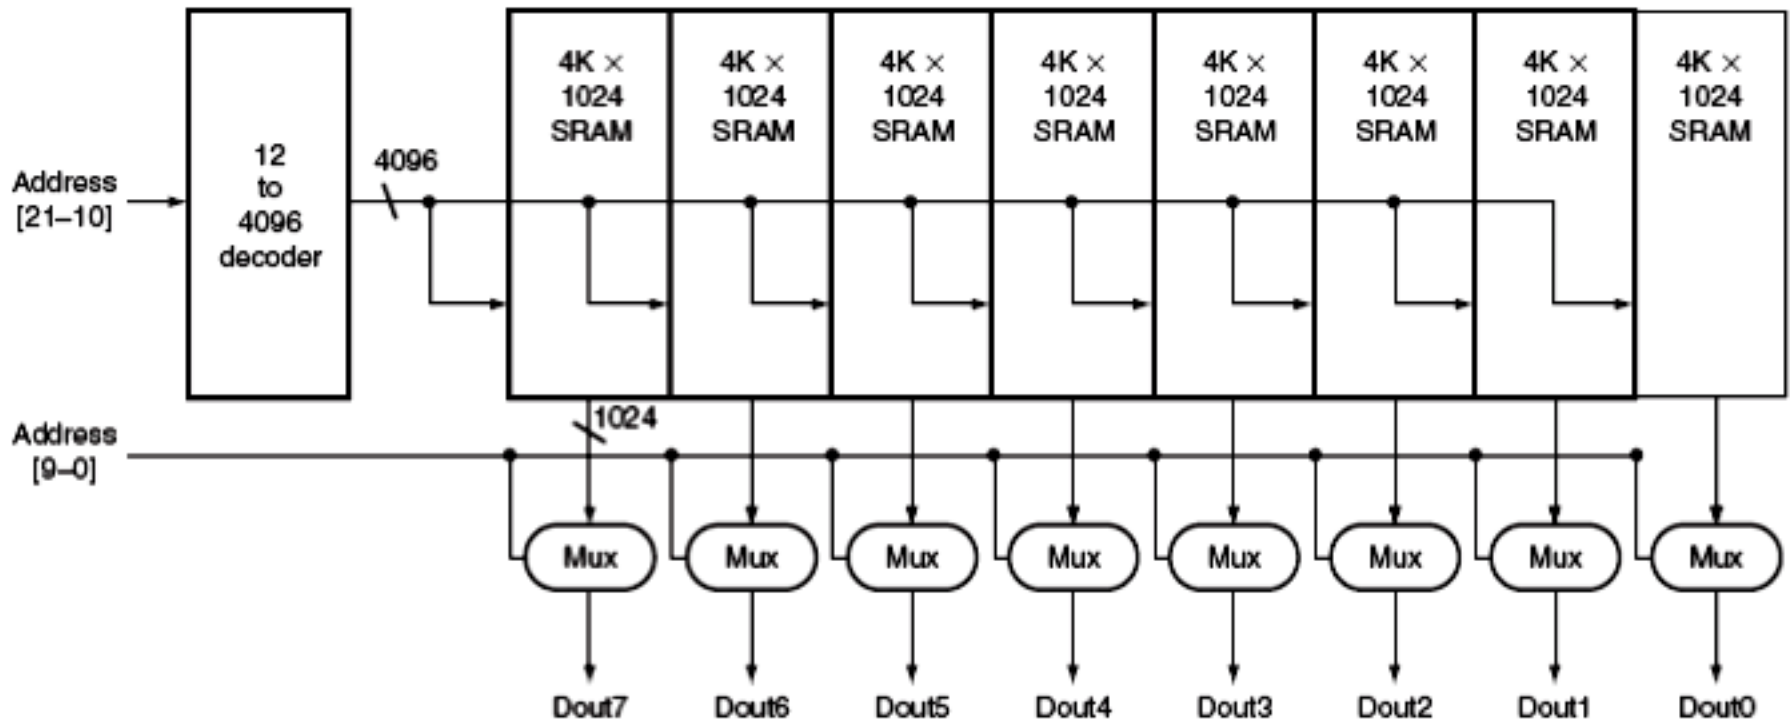 4K ×
1024
SRAM
4K ×
1024
SRAM
4K ×
1024
SRAM
4K ×
1024
SRAM
4K ×
1024
SRAM
4K ×
1024
SRAM
4K ×
1024
SRAM
4K ×
1024
SRAM
Address
[21–10]
12
to
4096
decoder
4096
1024
Address
[9–0]
Mux
Mux
Mux
Mux
Mux
Mux
Mux
Mux
Dout7
Dout6
Dout5
Dout4
Dout3
Dout2
Dout1
Dout0